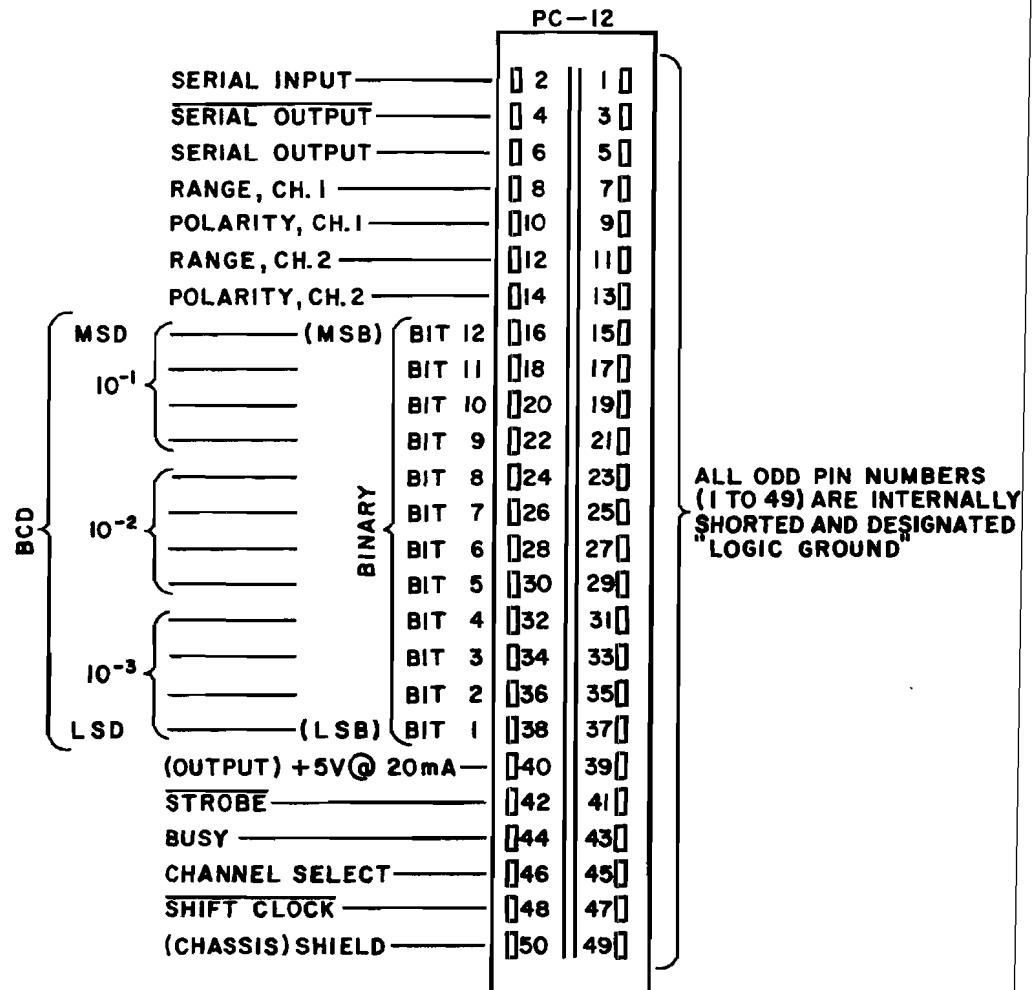 PC-12
SERIAL INPUT 2 1
SERIAL OUTPUT 4 3
SERIAL OUTPUT 6 5
RANGE, CH. 1 8 7
POLARITY, CH.1 10 9
RANGE, CH. 2 12 11
POLARITY, CH. 2 14 13
MSD (MSB) BIT 12 16 15
BIT 11 18 17
10⁻¹
BIT 10 20 19
BIT 9 22 21
BIT 8 24 23
BIT 7 26 25
10⁻²
BIT 6 28 27
BIT 5 30 29
BIT 4 32 31
BIT 3 34 33
10⁻³
BIT 2 36 35
LSD (LSB) BIT 1 38 37
BCD
BINARY
(OUTPUT) +5V@ 20mA 40 39
STROBE 42 41
BUSY 44 43
CHANNEL SELECT 46 45
SHIFT CLOCK 48 47
(CHASSIS) SHIELD 50 49
ALL ODD PIN NUMBERS
(1 TO 49) ARE INTERNALLY
SHORTED AND DESIGNATED
"LOGIC GROUND"